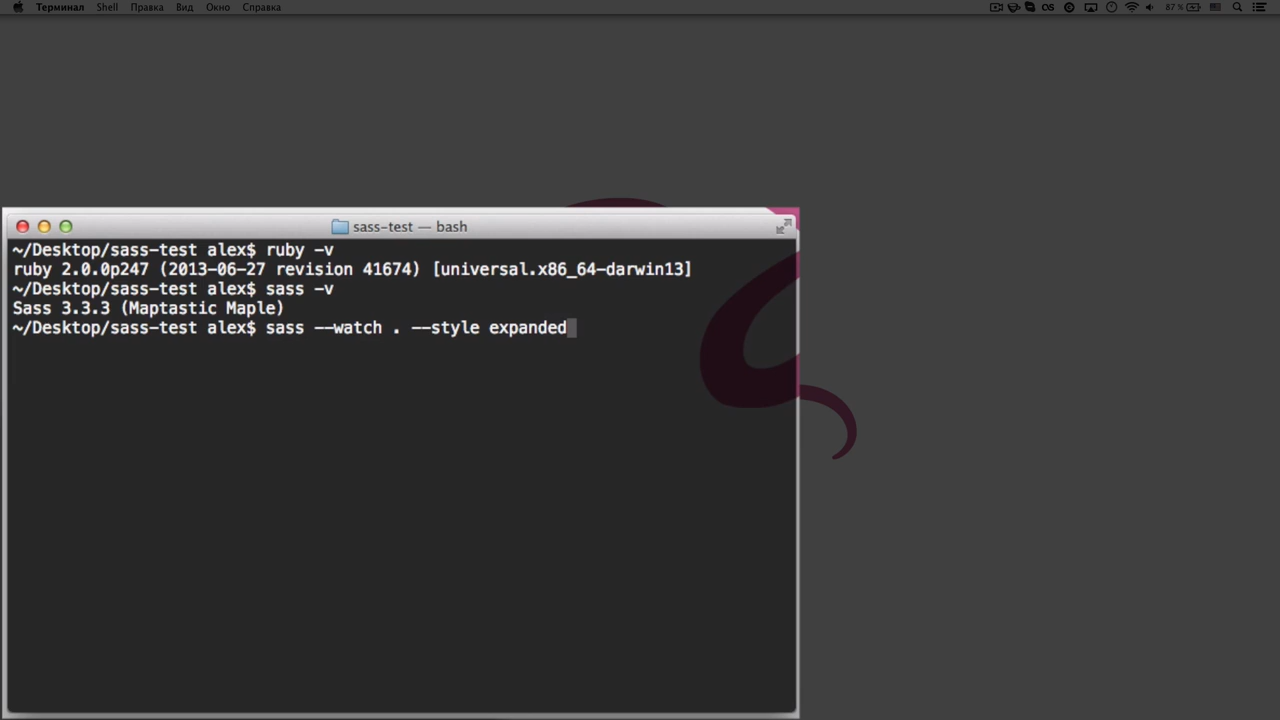 Терминал Shell Правка Вид Окно Справка 87 %
sass-test — bash
~/Desktop/sass-test alex$ ruby -v
ruby 2.0.0p247 (2013-06-27 revision 41674) [universal.x86_64-darwin13]
~/Desktop/sass-test alex$ sass -v
Sass 3.3.3 (Maptastic Maple)
~/Desktop/sass-test alex$ sass --watch . --style expanded